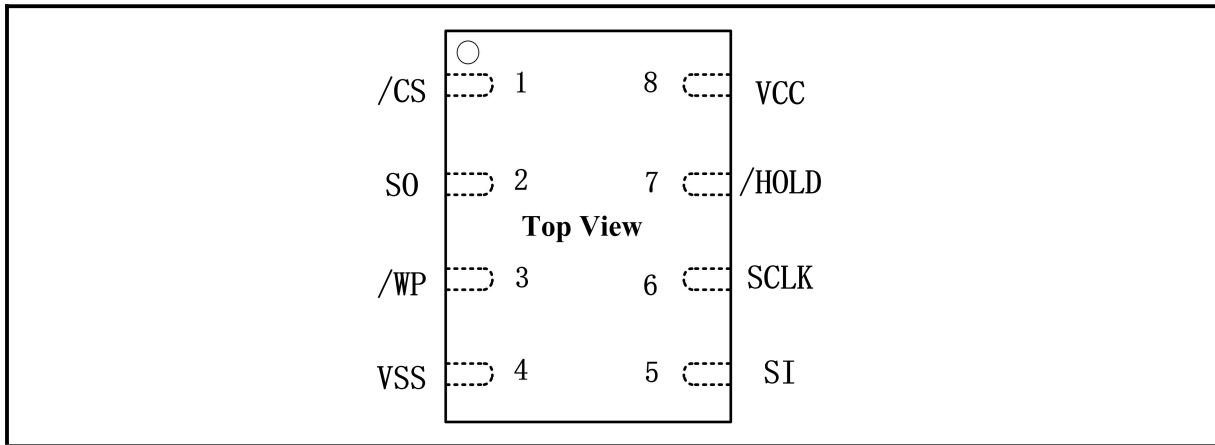 /CS 1 8 VCC
SO 2 7 /HOLD
Top View
/WP 3 6 SCLK
VSS 4 5 SI